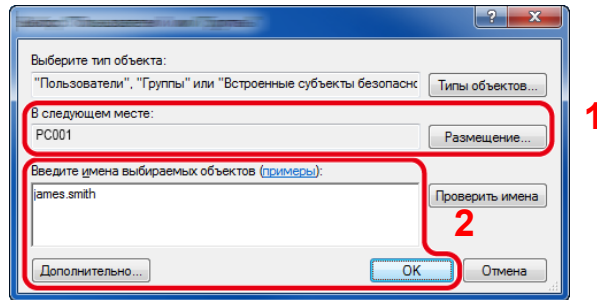 Выберите тип объекта:
"Пользователи", "Группы" или "Встроенные субъекты безопасно
Типы объектов...
В следующем месте:
1
PC001
Размещение...
Введите имена выбираемых объектов (примеры):
james.smith
Проверить имена
2
Дополнительно...
OK
Отмена